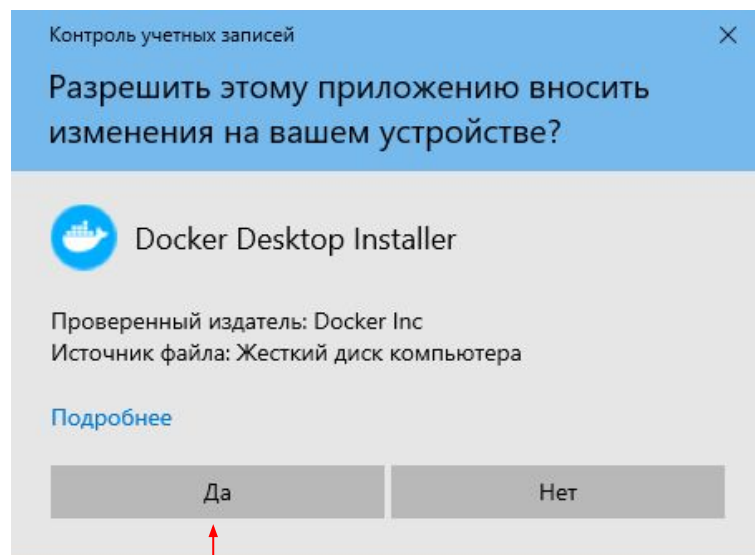 Контроль учетных записей
Разрешить этому приложению вносить
изменения на вашем устройстве?
Docker Desktop Installer
Проверенный издатель: Docker Inc
Источник файла: Жесткий диск компьютера
Подробнее
Да
Нет